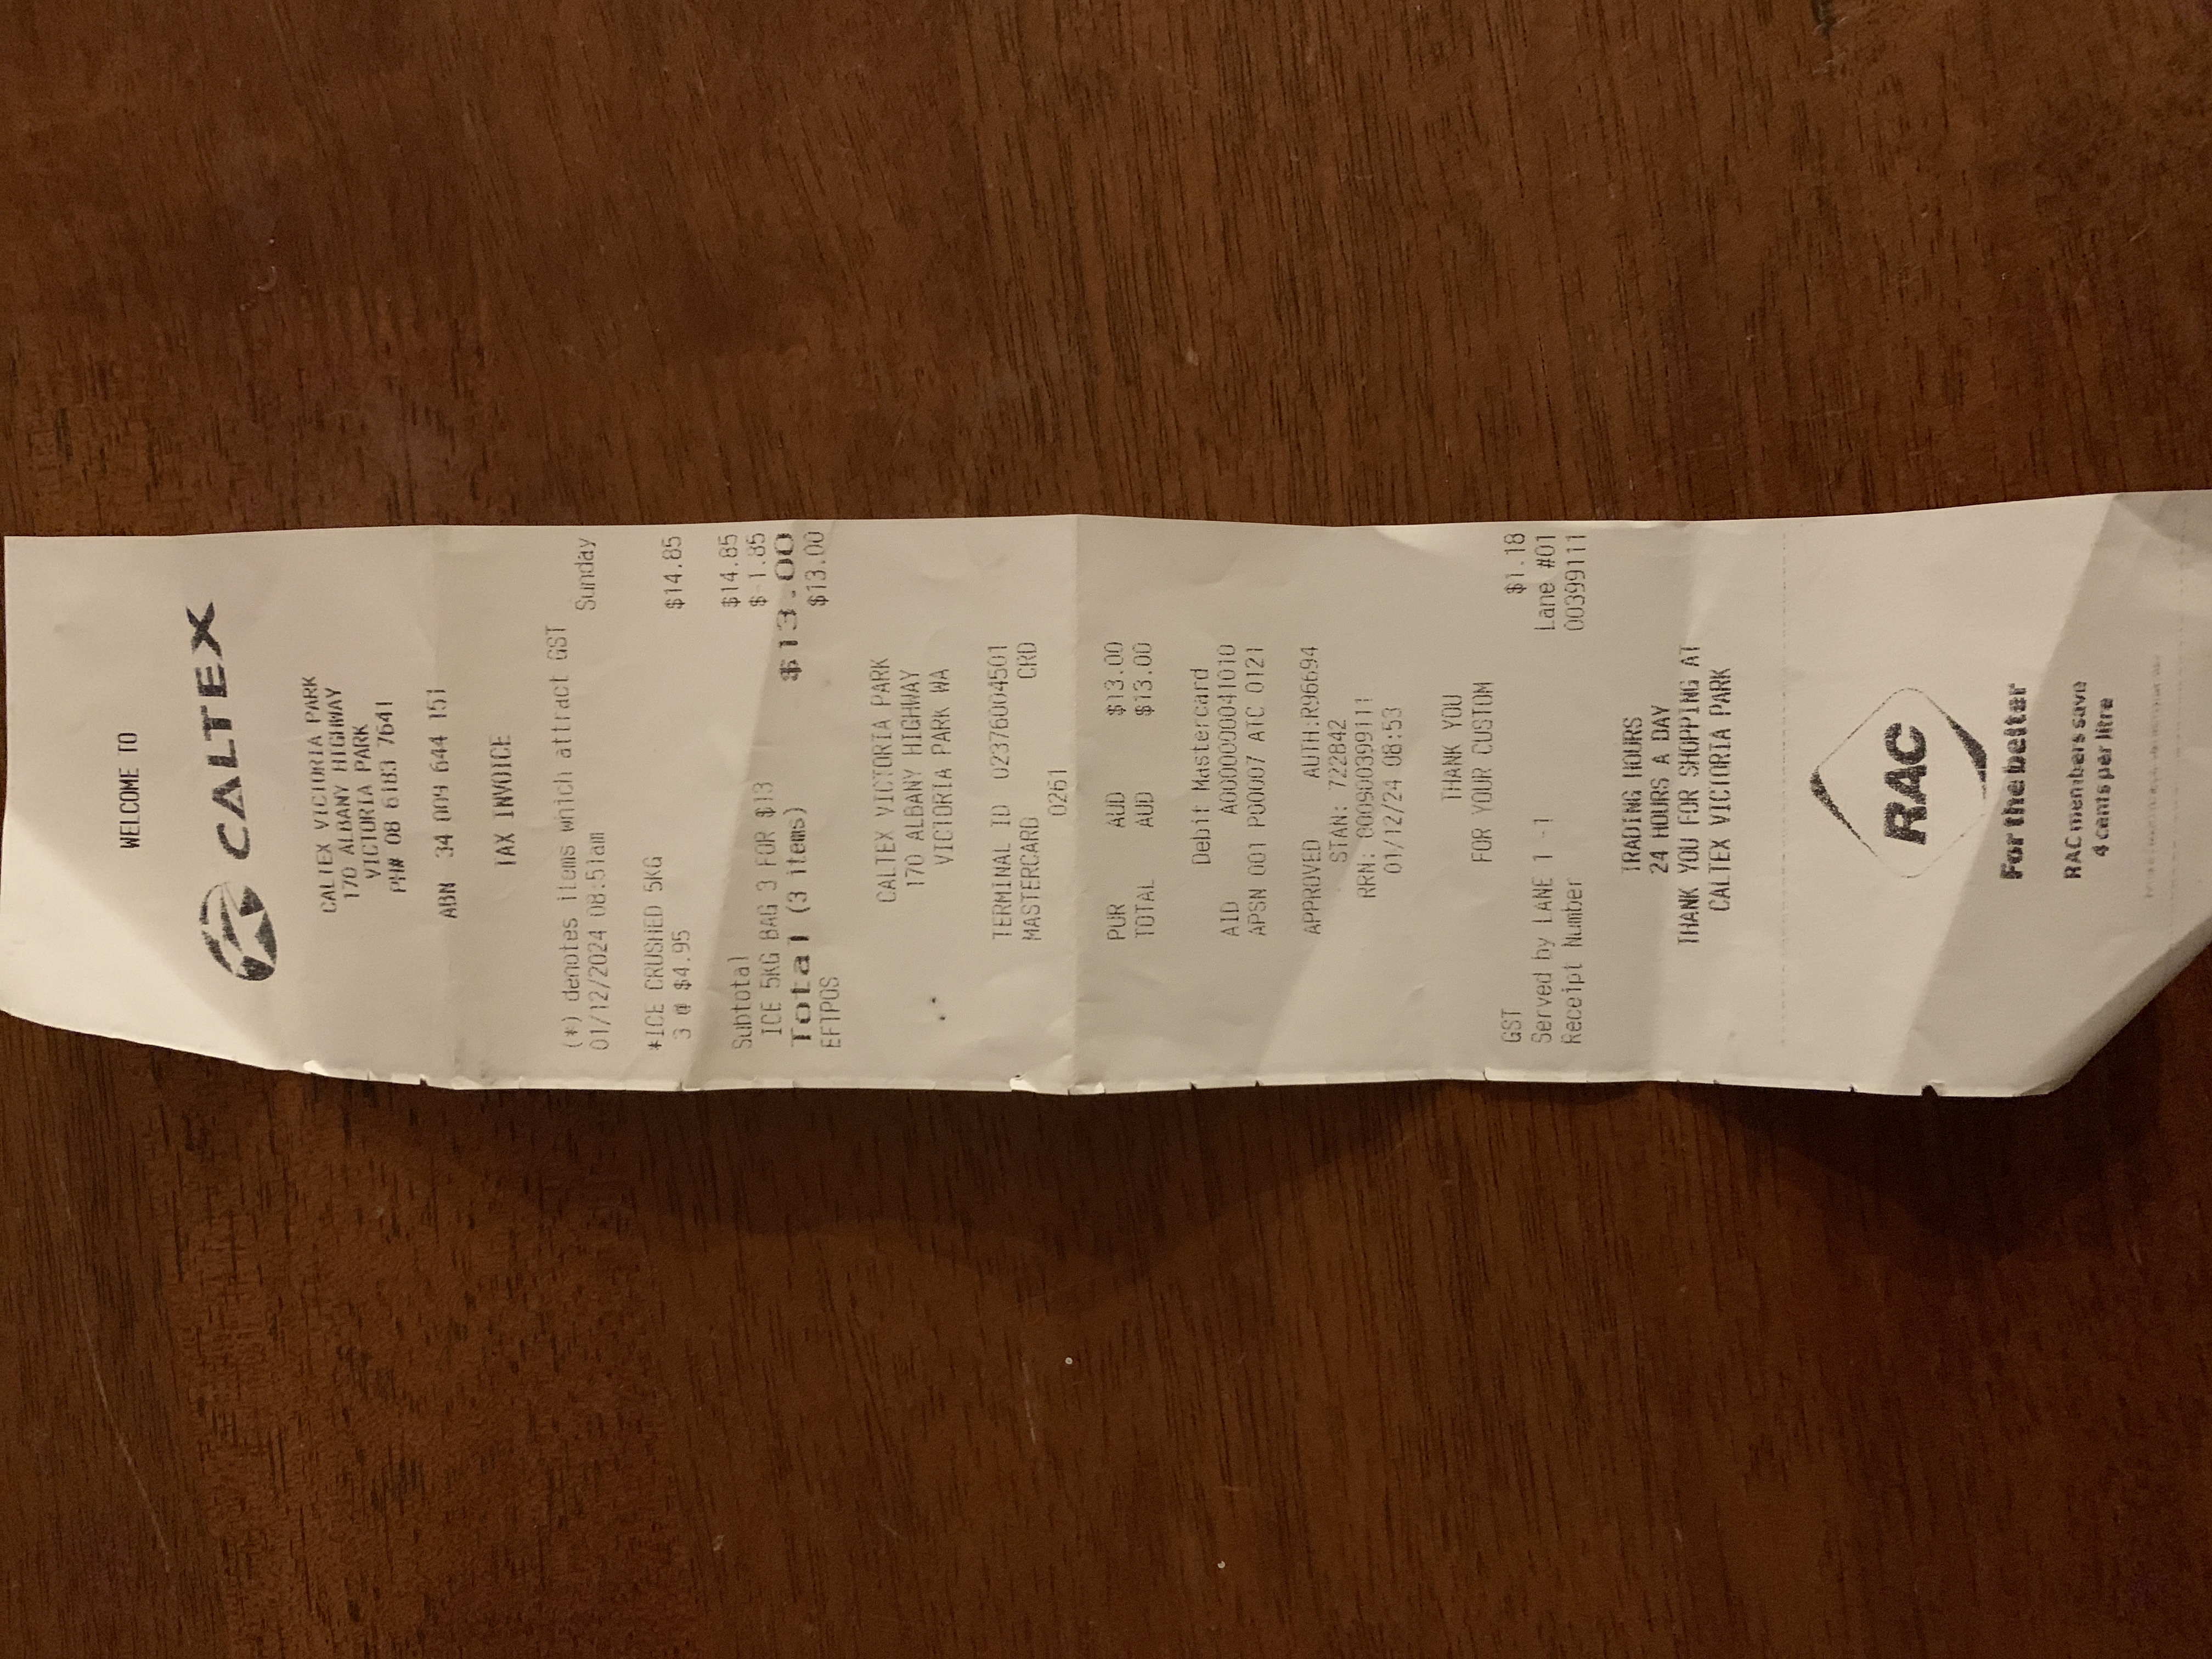 WELCOME TO
CALTEX
CALTEX VICTORIA PARK
170 ALBANY HIGHWAY
VICTORIA PARK
PH# 08 6183 7641
ABN 34 009 644 151
TAX INVOICE
(*) denotes items which attract GST
01/12/2024 08:51am Sunday
*ICE CRUSHED 5KG
3 @ $4.95 $14.85
Subtotal $14.85
ICE 5KG BAG 3 FOR $13 $-1.85
Total (3 items) $13.00
EFTPOS $13.00
CALTEX VICTORIA PARK
170 ALBANY HIGHWAY
VICTORIA PARK WA
TERMINAL ID 02376004501
MASTERCARD CRD
0261
PUR AUD $13.00
TOTAL AUD $13.00
Debit Mastercard
AID A0000000041010
APSN 001 P00007 ATC 0121
APPROVED AUTH:R96694
STAN: 722842
RRN: 000900399111
01/12/24 08:53
THANK YOU
FOR YOUR CUSTOM
GST $1.18
Served by LANE 1 -1 Lane #01
Receipt Number 00399111
TRADING HOURS
24 HOURS A DAY
THANK YOU FOR SHOPPING AT
CALTEX VICTORIA PARK
RAC
For the better
RAC members save
4 cents per litre